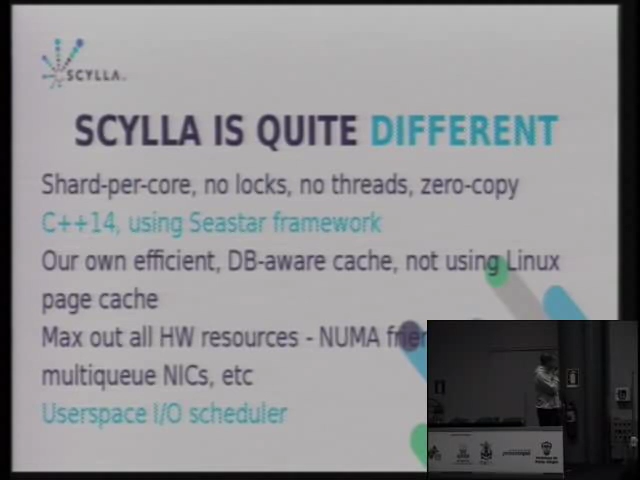 SCYLLA.
SCYLLA IS QUITE DIFFERENT
Shard-per-core, no locks, no threads, zero-copy
C++14, using Seastar framework
Our own efficient, DB-aware cache, not using Linux
page cache
Max out all HW resources - NUMA
multiqueue NICs, etc
Userspace I/O scheduler